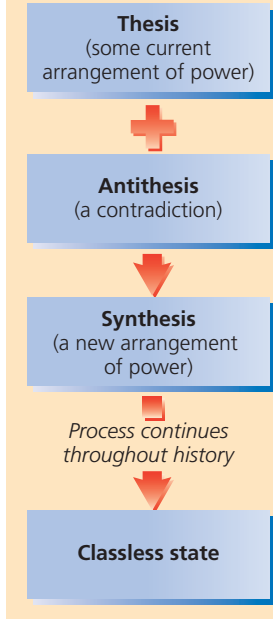 Thesis
(some current
arrangement of power)
Antithesis
(a contradiction)
Synthesis
(a new arrangement
of power)
Process continues
throughout history
Classless state